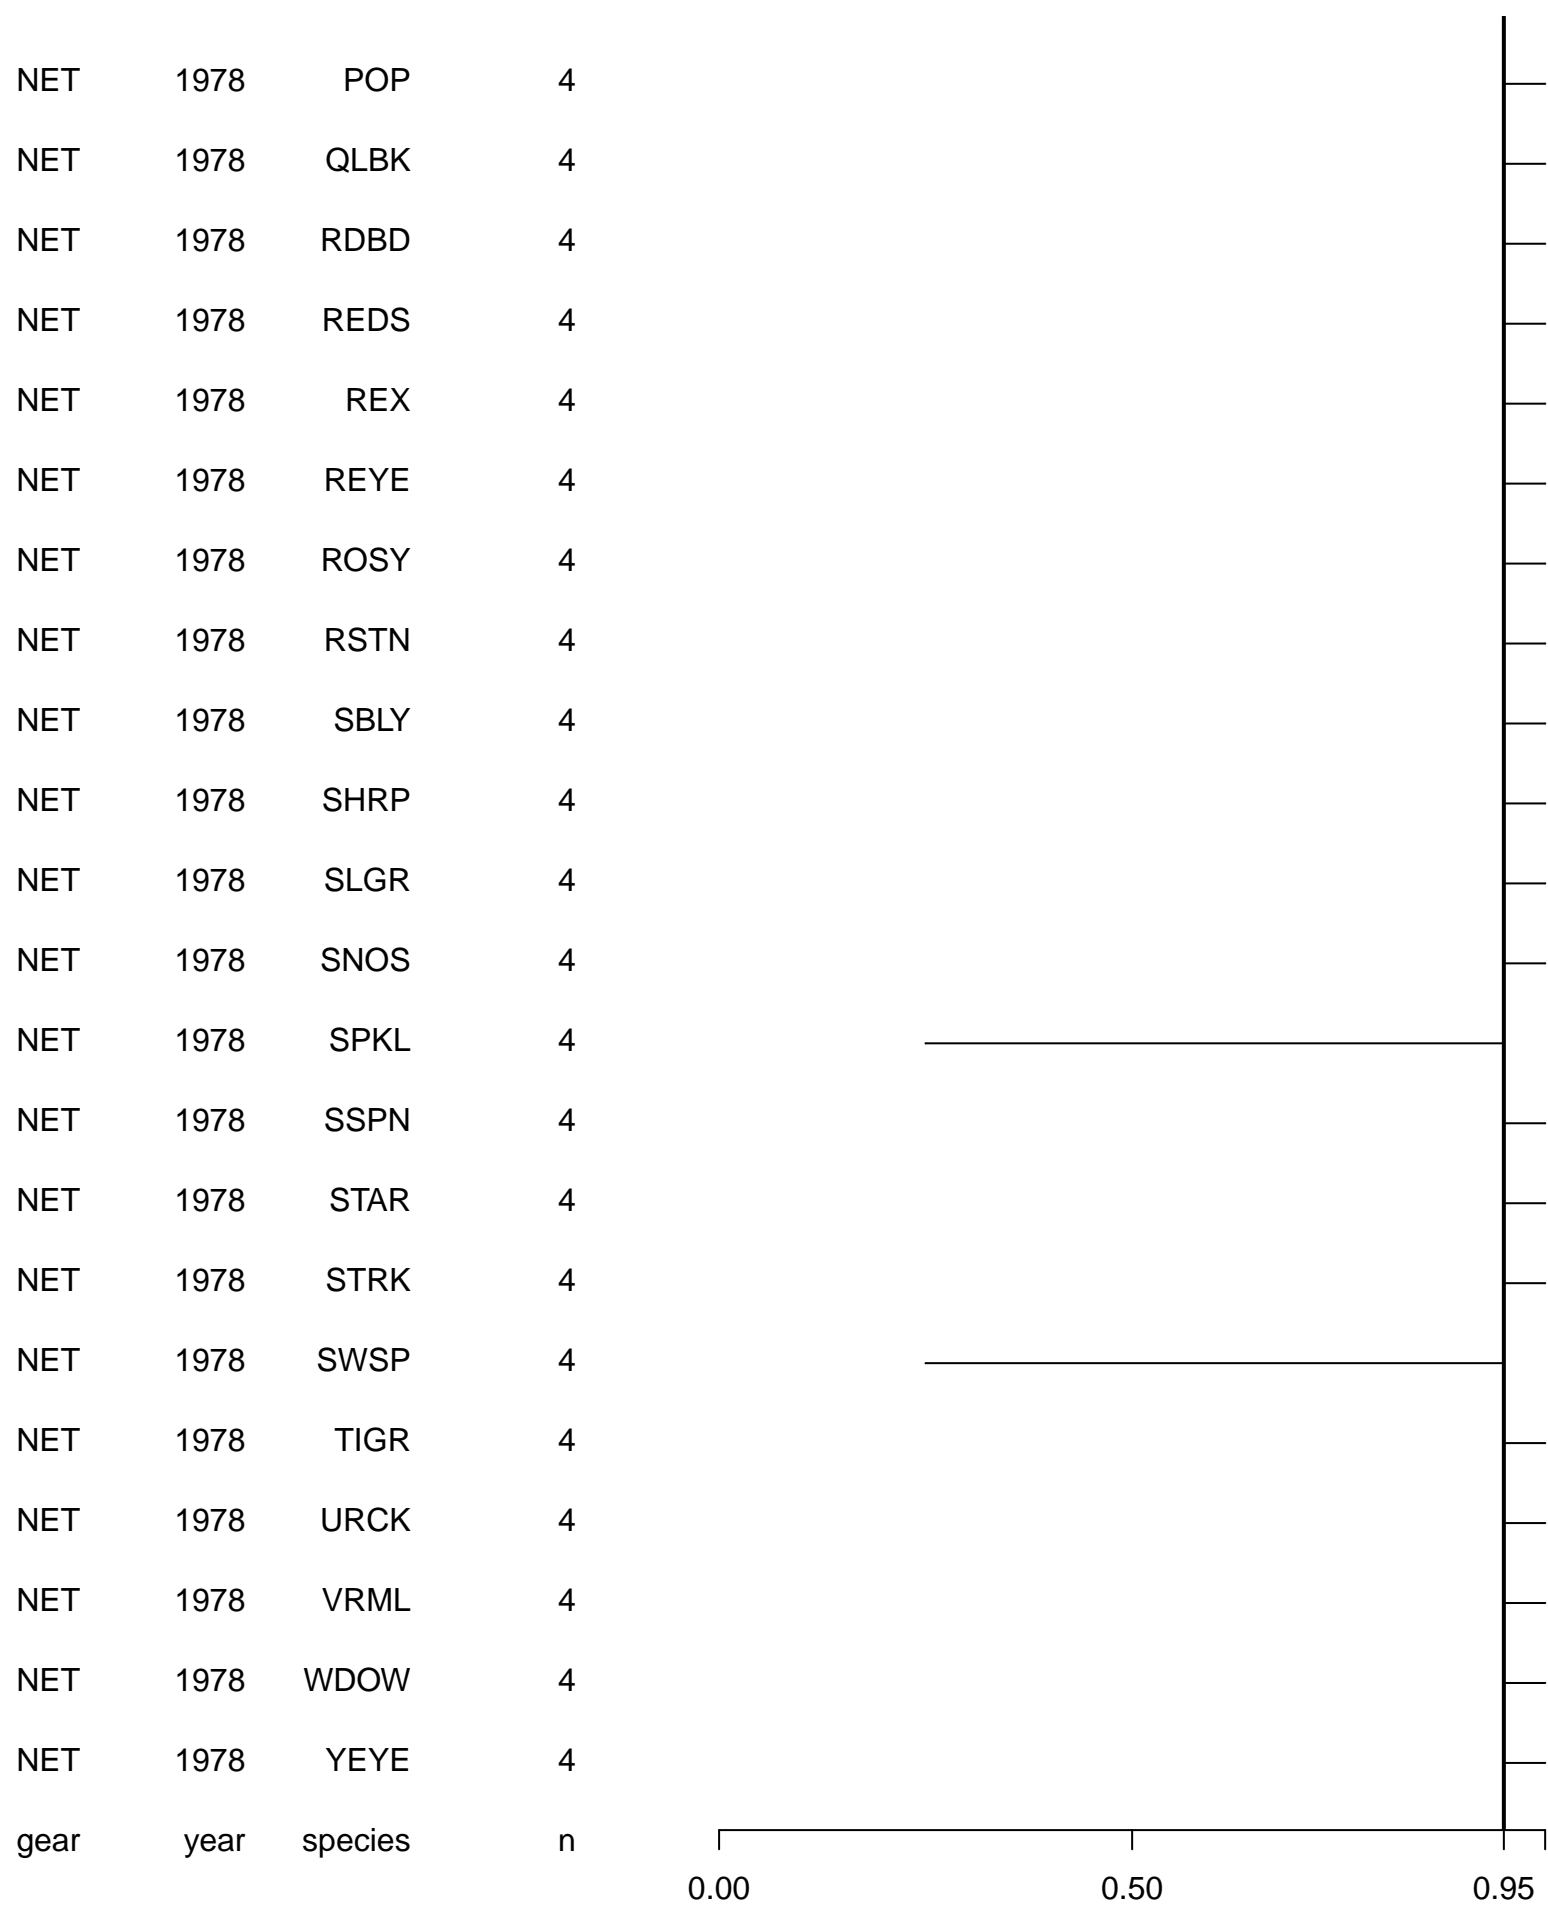 NET 1978 POP 4
NET 1978 QLBK 4
NET 1978 RDBD 4
NET 1978 REDS 4
NET 1978 REX 4
NET 1978 REYE 4
NET 1978 ROSY 4
NET 1978 RSTN 4
NET 1978 SBLY 4
NET 1978 SHRP 4
NET 1978 SLGR 4
NET 1978 SNOS 4
NET 1978 SPKL 4
NET 1978 SSPN 4
NET 1978 STAR 4
NET 1978 STRK 4
NET 1978 SWSP 4
NET 1978 TIGR 4
NET 1978 URCK 4
NET 1978 VRML 4
NET 1978 WDOW 4
NET 1978 YEYE 4
gear year species n
0.00 0.50 0.95